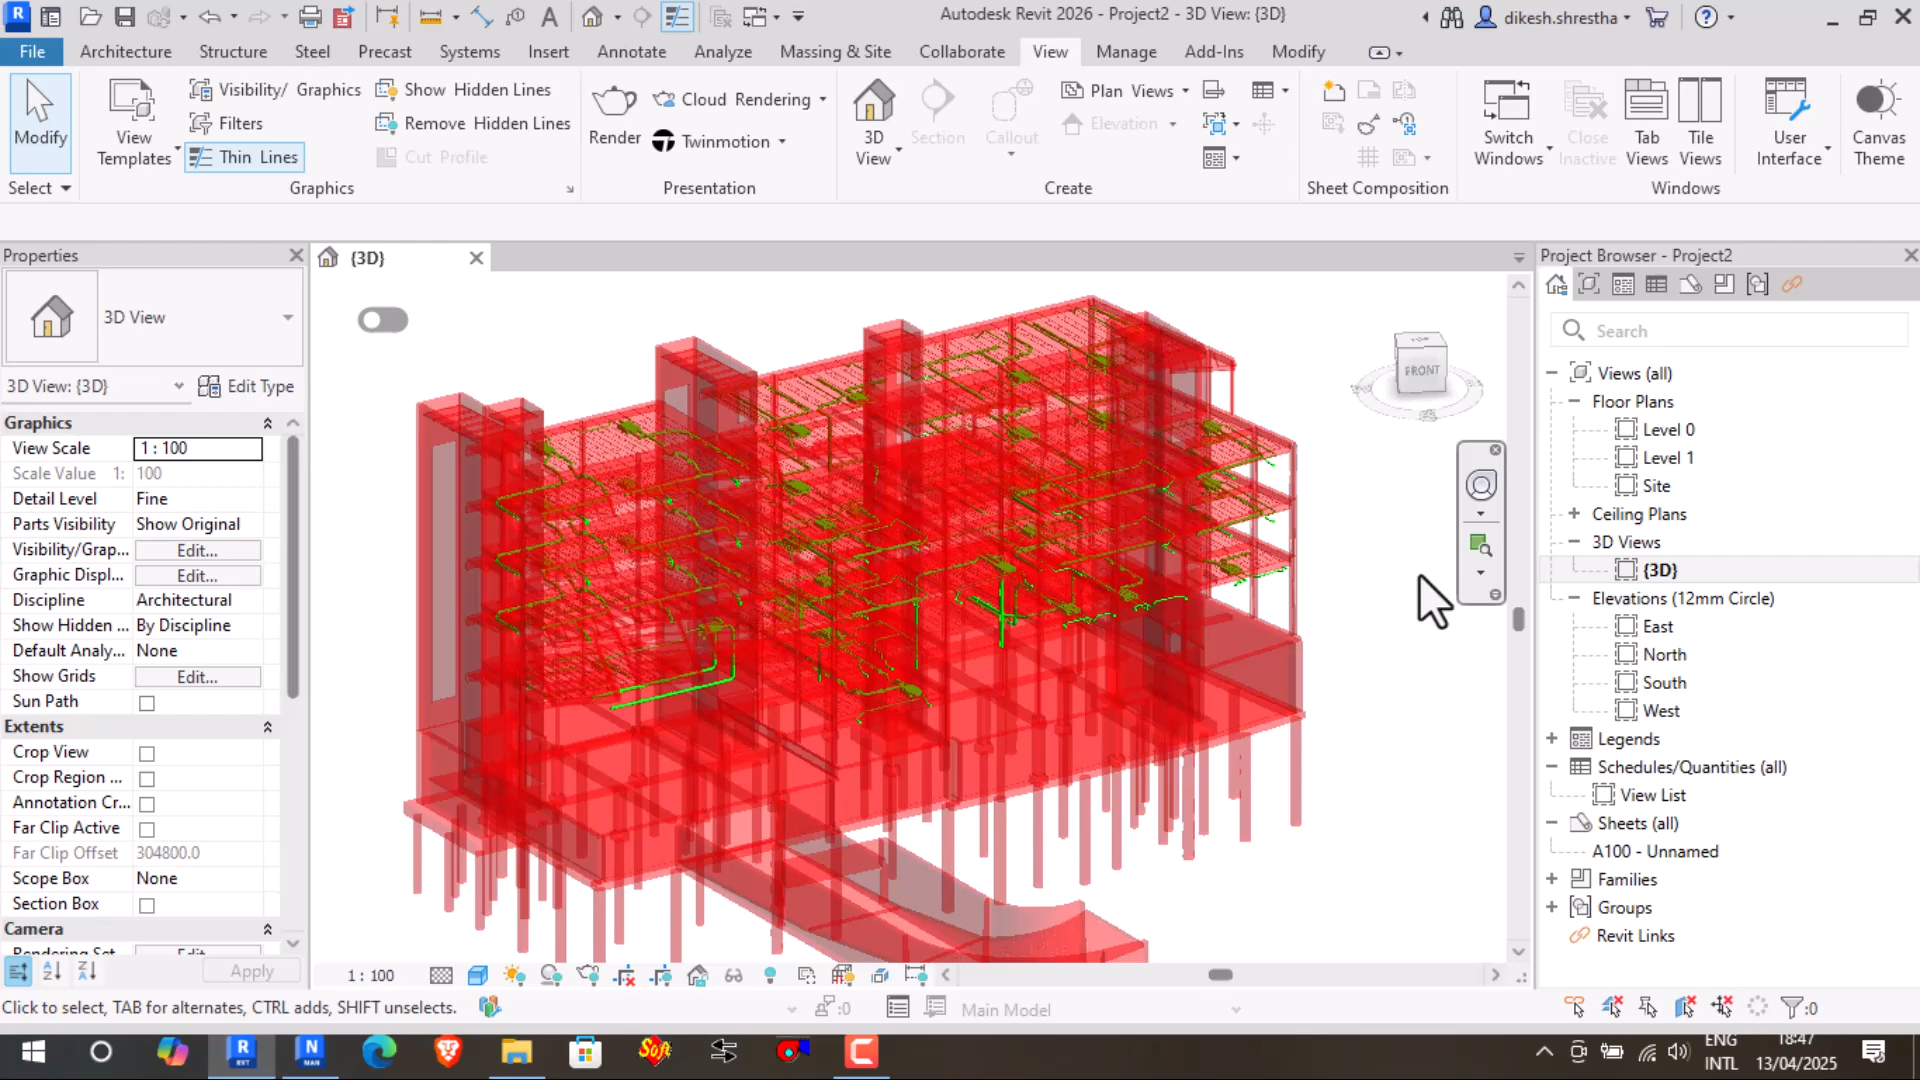 Autodesk Revit 2026 - Project2 - 3D View: {3D}
dikesh.shrestha
File Architecture Structure Steel Precast Systems Insert Annotate Analyze Massing & Site Collaborate View Manage Add-Ins Modify
Modify
Select
View Templates
Visibility/ Graphics
Filters
Thin Lines
Show Hidden Lines
Remove Hidden Lines
Cut Profile
Graphics
Render
Cloud Rendering
Twinmotion
Presentation
3D View
Section
Callout
Plan Views
Elevation
Create
Sheet Composition
Switch Windows
Close Inactive
Tab Views
Tile Views
User Interface
Windows
Canvas Theme
Properties
3D View
3D View: {3D}
Edit Type
Graphics
View Scale 1 : 100
Scale Value 1: 100
Detail Level Fine
Parts Visibility Show Original
Visibility/Grap... Edit...
Graphic Displ... Edit...
Discipline Architectural
Show Hidden ... By Discipline
Default Analy... None
Show Grids Edit...
Sun Path
Extents
Crop View
Crop Region ...
Annotation Cr...
Far Clip Active
Far Clip Offset 304800.0
Scope Box None
Section Box
Camera
Apply
{3D}
FRONT
1 : 100
Project Browser - Project2
Search
Views (all)
Floor Plans
Level 0
Level 1
Site
Ceiling Plans
3D Views
{3D}
Elevations (12mm Circle)
East
North
South
West
Legends
Schedules/Quantities (all)
View List
Sheets (all)
A100 - Unnamed
Families
Groups
Revit Links
Click to select, TAB for alternates, CTRL adds, SHIFT unselects.
:0
Main Model
:0
ENG
INTL
18:47
13/04/2025